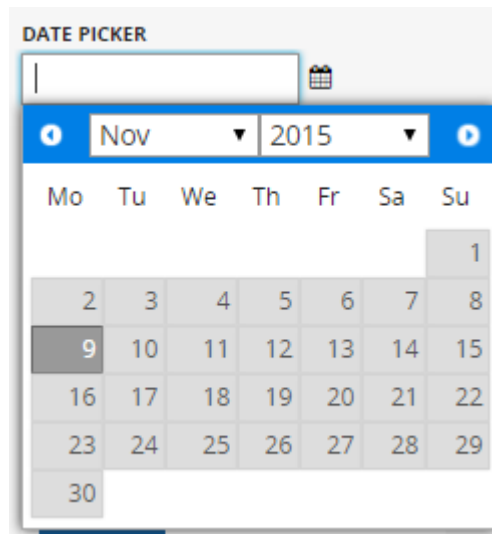 DATE PICKER
Nov 2015
Mo Tu We Th Fr Sa Su
1
2 3 4 5 6 7 8
9 10 11 12 13 14 15
16 17 18 19 20 21 22
23 24 25 26 27 28 29
30